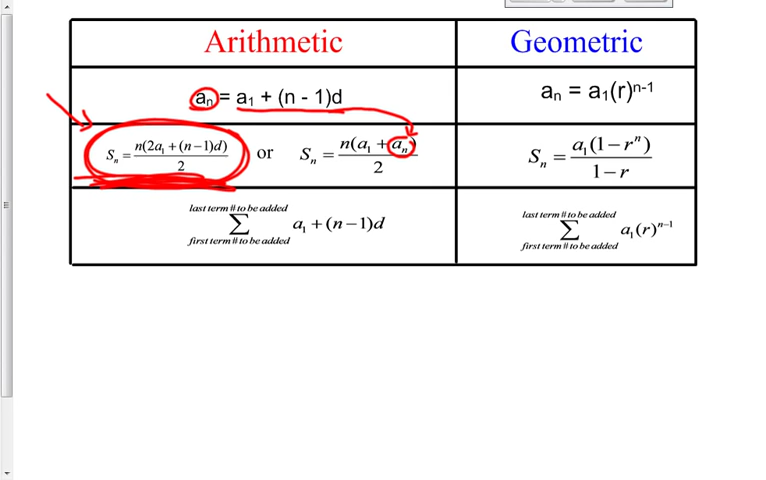 Arithmetic Geometric
aₙ = a₁ + (n - 1)d aₙ = a₁(r)ⁿ⁻¹
Sₙ = n(2a₁ + (n − 1)d) / 2 or Sₙ = n(a₁ + aₙ) / 2 Sₙ = a₁(1 − rⁿ) / 1 − r
last term # to be added last term # to be added
∑ a₁ + (n − 1)d ∑ a₁(r)ⁿ⁻¹
first term # to be added first term # to be added